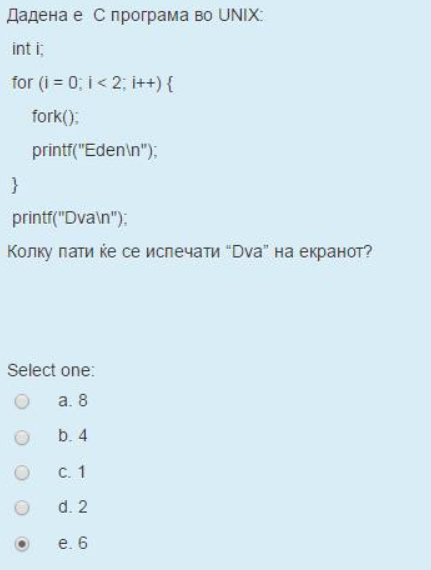 Дадена е С програма во UNIX:
int i;
for (i = 0; i < 2; i++) {
fork();
printf("Eden\n");
}
printf("Dva\n");
Колку пати ќе се испечати “Dva” на екранот?
Select one:
a. 8
b. 4
c. 1
d. 2
e. 6